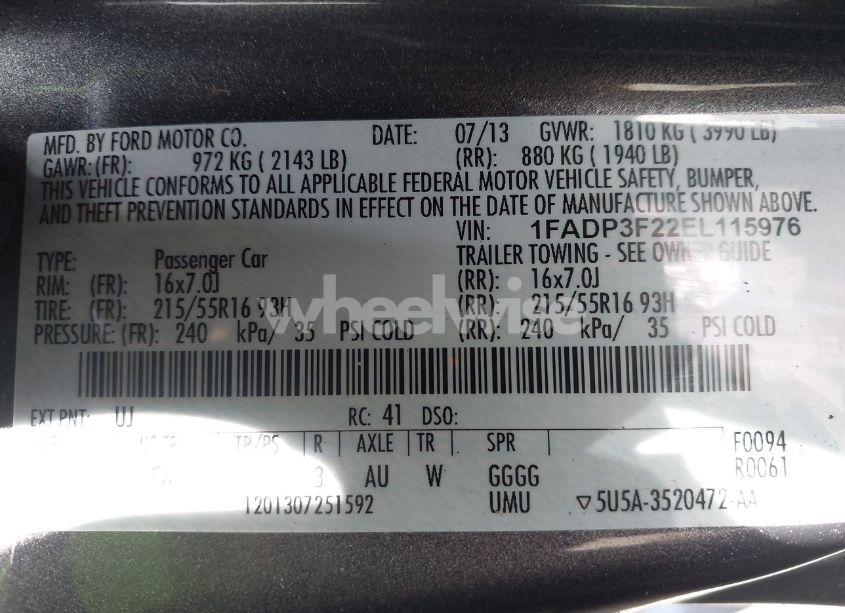 MFD. BY FORD MOTOR CO. DATE: 07/13 GVWR: 1810 KG ( 3990 LB)
GAWR: (FR): 972 KG ( 2143 LB) (RR): 880 KG ( 1940 LB)
THIS VEHICLE CONFORMS TO ALL APPLICABLE FEDERAL MOTOR VEHICLE SAFETY, BUMPER,
AND THEFT PREVENTION STANDARDS IN EFFECT ON THE DATE OF MANUFACTURE SHOWN ABOVE.
VIN: 1FADP3F22EL115976
TYPE: Passenger Car TRAILER TOWING - SEE OWNER GUIDE
RIM: (FR): 16x7.0J (RR): 16x7.0J
TIRE: (FR): 215/55R16 93H (RR): 215/55R16 93H
PRESSURE: (FR): 240 kPa/ 35 PSI COLD (RR): 240 kPa/ 35 PSI COLD
wheelwise
EXT PNT: UJ RC: 41 DSO:
TP/PS R AXLE TR SPR F0094
3 AU W GGGG R0061
1201307251592 UMU ▽5U5A-3520472-AA